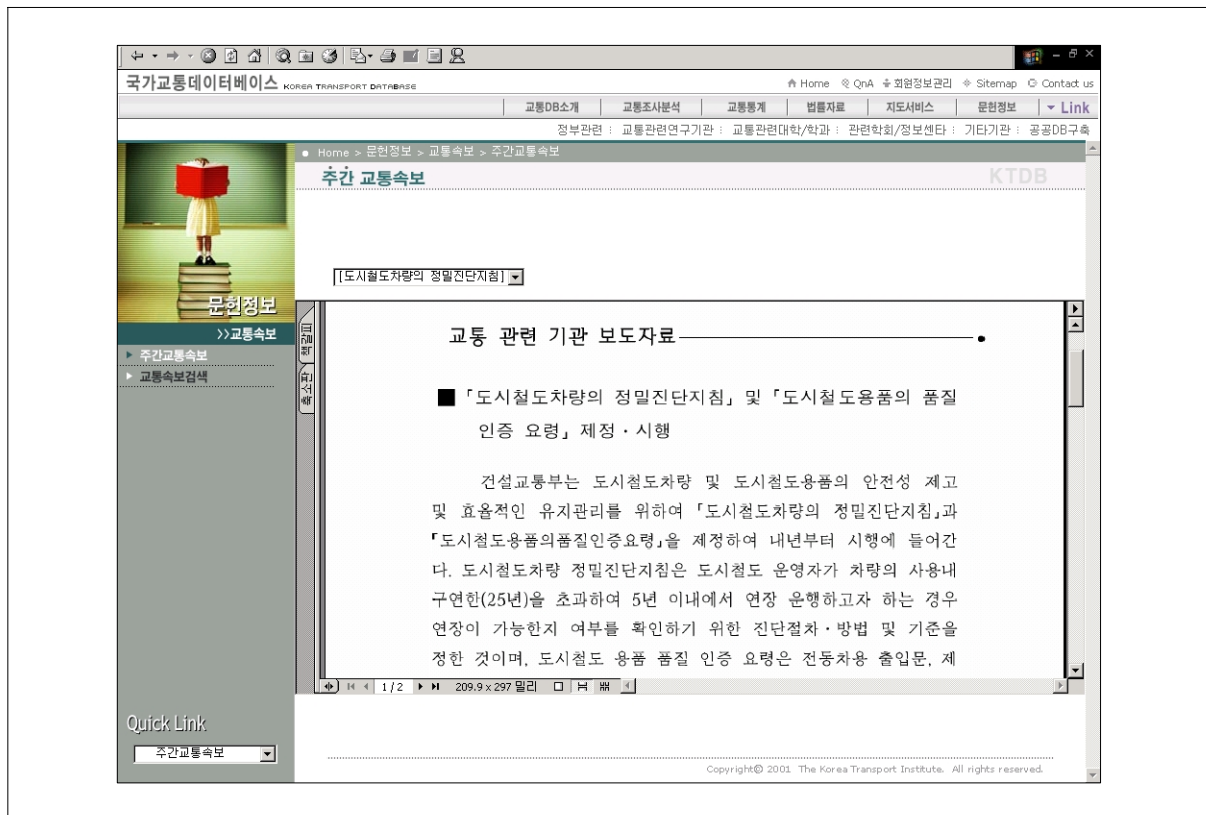 국가교통데이터베이스 KOREA TRANSPORT DATABASE
Home QnA 회원정보관리 Sitemap Contact us
교통DB소개 교통조사분석 교통통계 법률자료 지도서비스 문헌정보 Link
정부관련 : 교통관련연구기관 : 교통관련대학/학과 : 관련학회/정보센타 : 기타기관 : 공공DB구축
Home > 문헌정보 > 교통속보 > 주간교통속보
주간 교통속보
KTDB
[도시철도차량의 정밀진단지침]
문헌정보
>>교통속보
주간교통속보
교통속보검색
책갈피
축소판
교통 관련 기관 보도자료
■ 「도시철도차량의 정밀진단지침」 및 「도시철도용품의 품질
인증 요령」 제정·시행
건설교통부는 도시철도차량 및 도시철도용품의 안전성 제고
및 효율적인 유지관리를 위하여 「도시철도차량의 정밀진단지침」과
「도시철도용품의품질인증요령」을 제정하여 내년부터 시행에 들어간
다. 도시철도차량 정밀진단지침은 도시철도 운영자가 차량의 사용내
구연한(25년)을 초과하여 5년 이내에서 연장 운행하고자 하는 경우
연장이 가능한지 여부를 확인하기 위한 진단절차·방법 및 기준을
정한 것이며, 도시철도 용품 품질 인증 요령은 전동차용 출입문, 제
1/2 209.9 x 297 밀리
Quick Link
주간교통속보
Copyright© 2001 The Korea Transport Institute. All rights reserved.